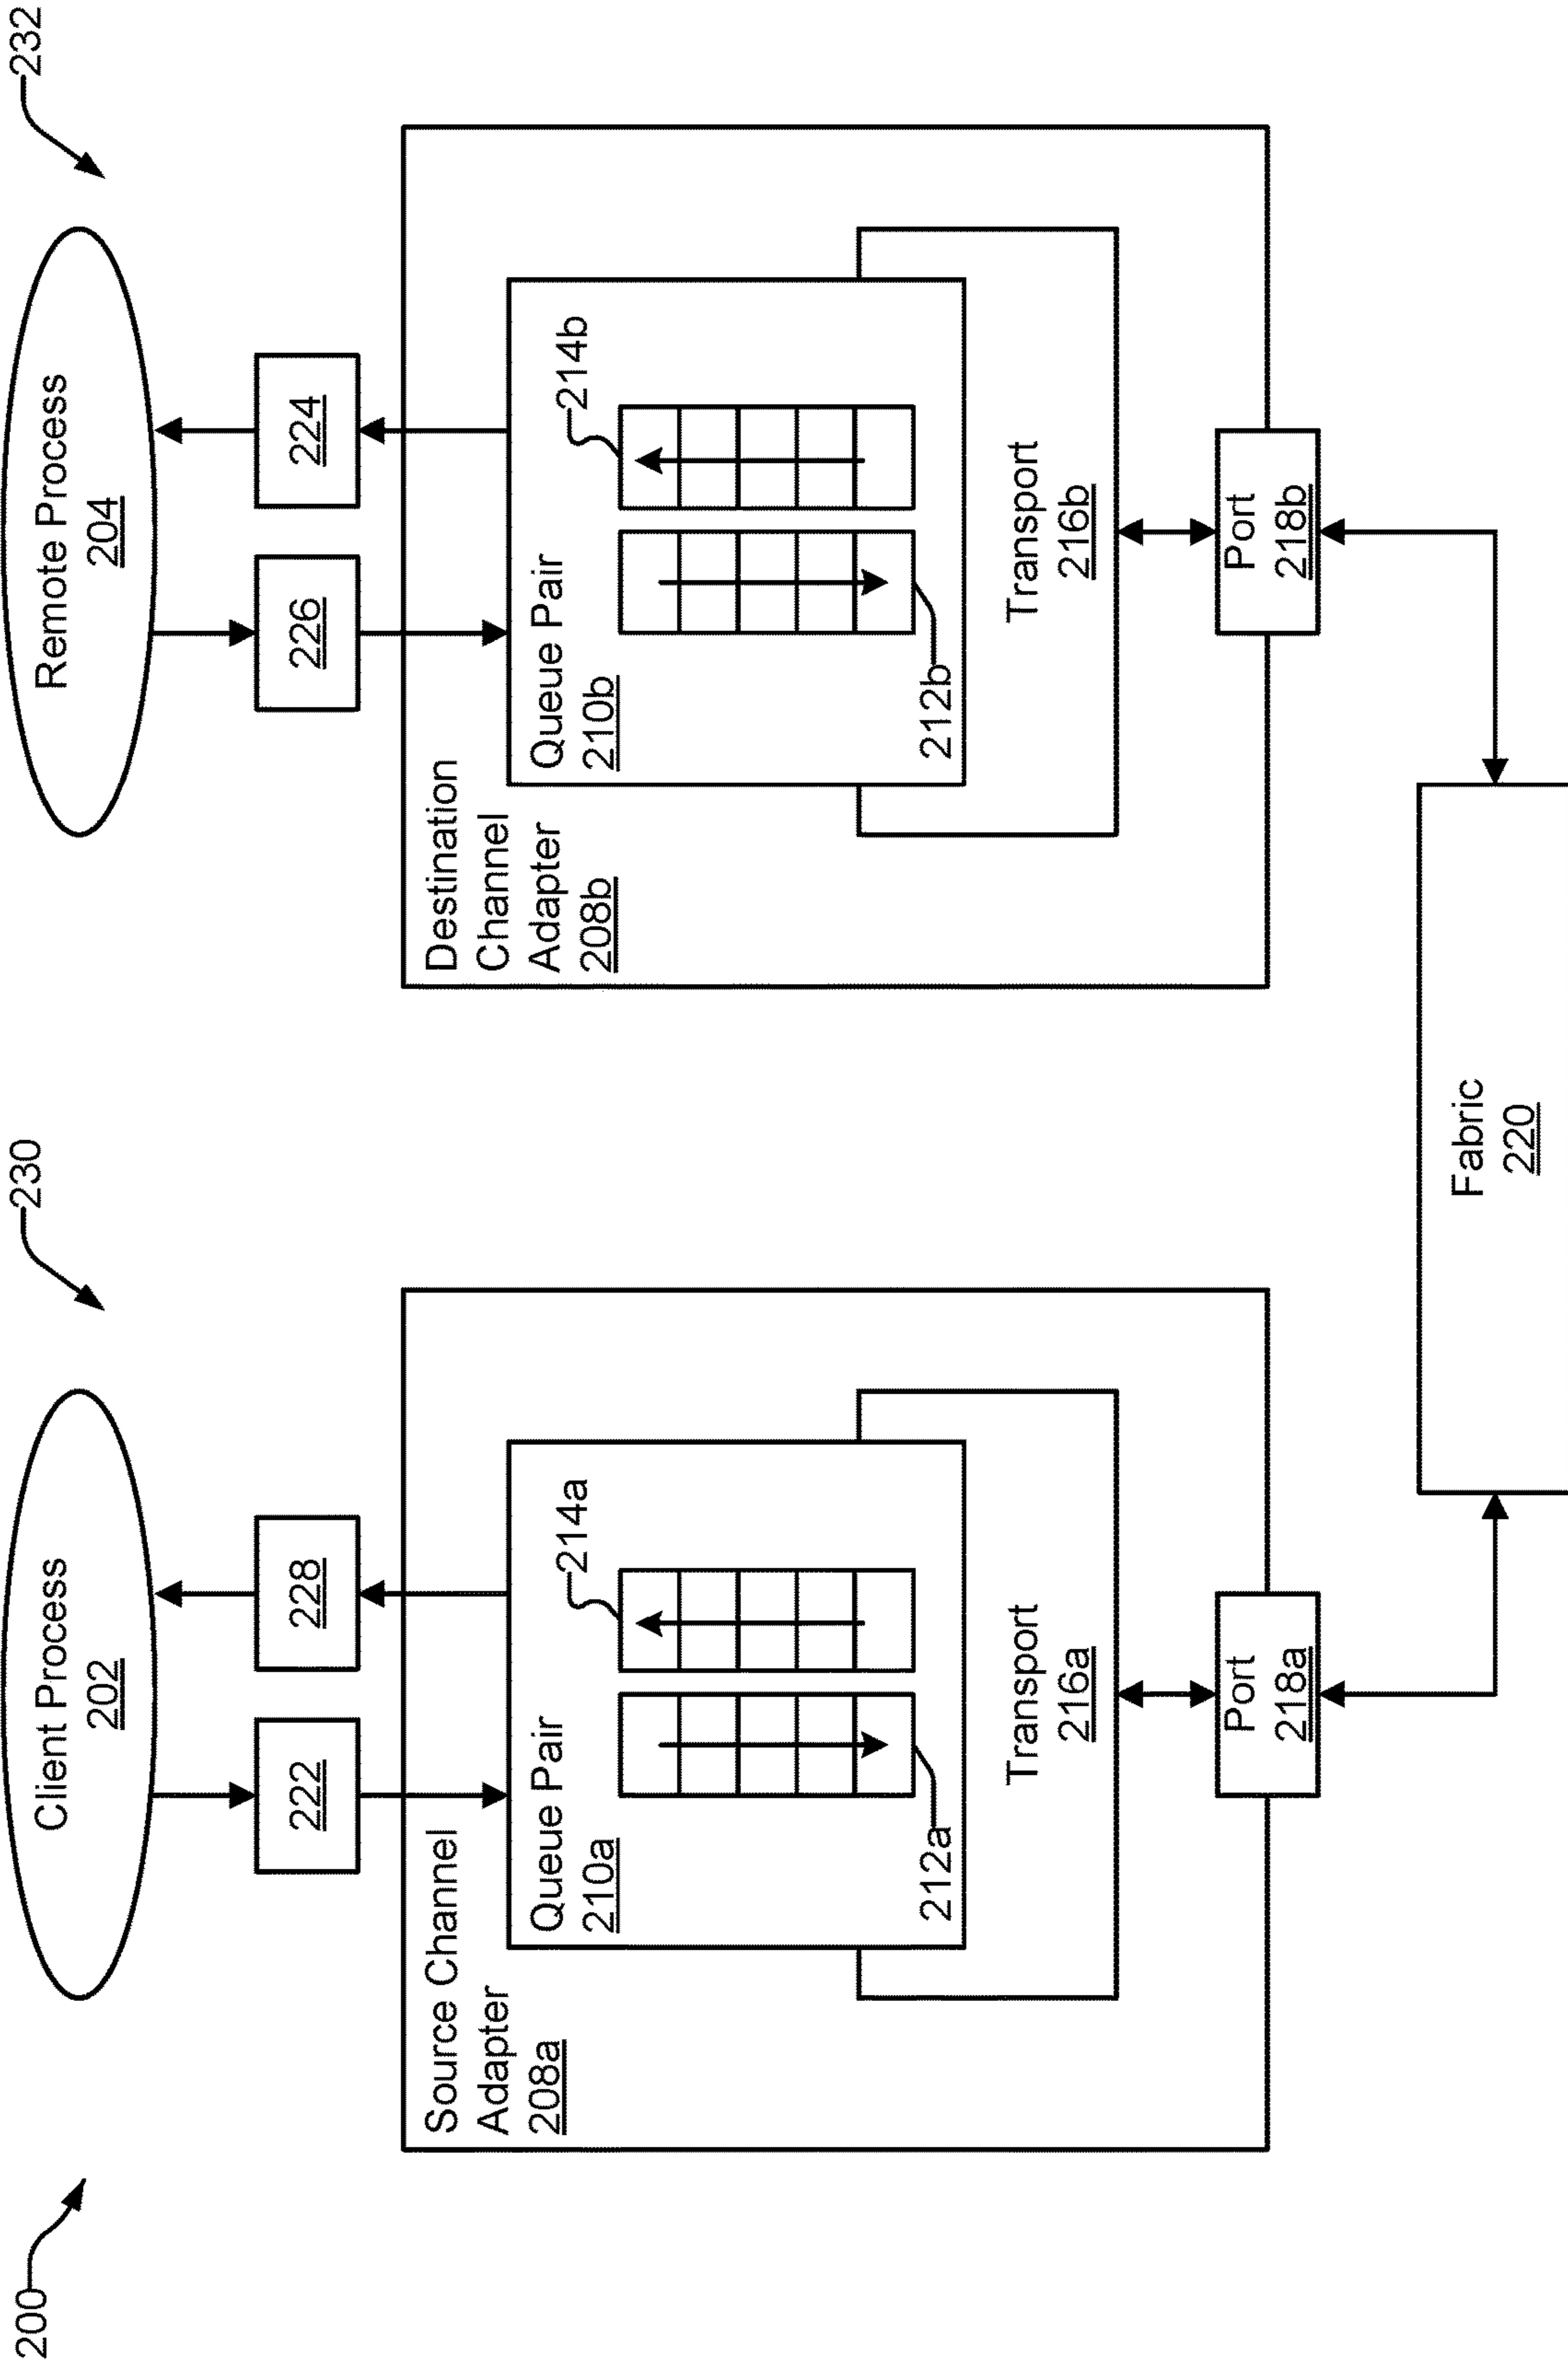 200
230
232
Client Process
202
Remote Process
204
222
228
226
224
Source Channel
Adapter
208a
Destination
Channel
Adapter
208b
Queue Pair
210a
214a
212a
Queue Pair
210b
214b
212b
Transport
216a
Transport
216b
Port
218a
Port
218b
Fabric
220